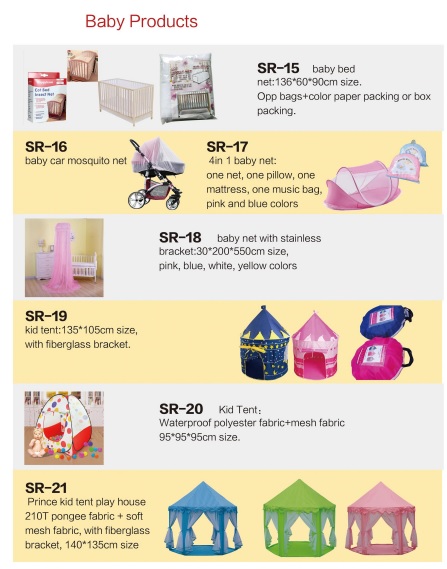 Baby Products
SR-15 baby bed
net:136*60*90cm size.
Opp bags+color paper packing or box
packing.
SR-16
baby car mosquito net
SR-17
4in 1 baby net:
one net, one pillow, one
mattress, one music bag,
pink and blue colors
SR-18 baby net with stainless
bracket:30*200*550cm size,
pink, blue, white, yellow colors
SR-19
kid tent:135*105cm size,
with fiberglass bracket.
SR-20 Kid Tent:
Waterproof polyester fabric+mesh fabric
95*95*95cm size.
SR-21
Prince kid tent play house
210T pongee fabric + soft
mesh fabric, with fiberglass
bracket, 140*135cm size